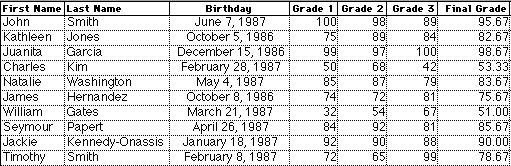 First Name Last Name Birthday Grade 1 Grade 2 Grade 3 Final Grade
John Smith June 7, 1987 100 98 89 95.67
Kathleen Jones October 5, 1986 75 89 84 82.67
Juanita Garcia December 15, 1986 99 97 100 98.67
Charles Kim February 28, 1987 50 68 42 53.33
Natalie Washington May 4, 1987 85 87 79 83.67
James Hernandez October 8, 1986 74 72 81 75.67
William Gates March 21, 1987 32 54 67 51.00
Seymour Papert April 26, 1987 84 92 81 85.67
Jackie Kennedy-Onassis January 18, 1987 92 90 88 90.00
Timothy Smith February 8, 1987 72 65 99 78.67